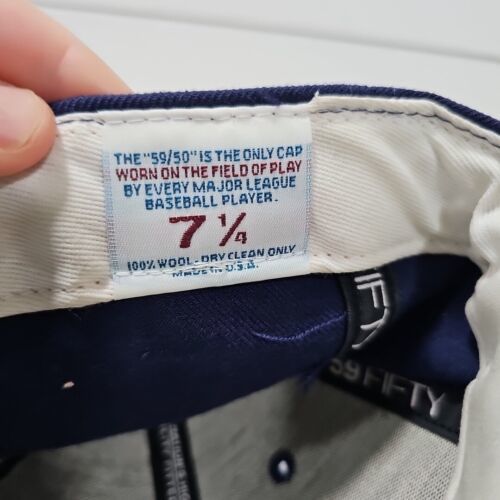 THE "59/50" IS THE ONLY CAP
WORN ON THE FIELD OF PLAY
BY EVERY MAJOR LEAGUE
BASEBALL PLAYER.
7 1/4
100% WOOL - DRY CLEAN ONLY
MADE IN U.S.A.
FIFTY
59FIFTY